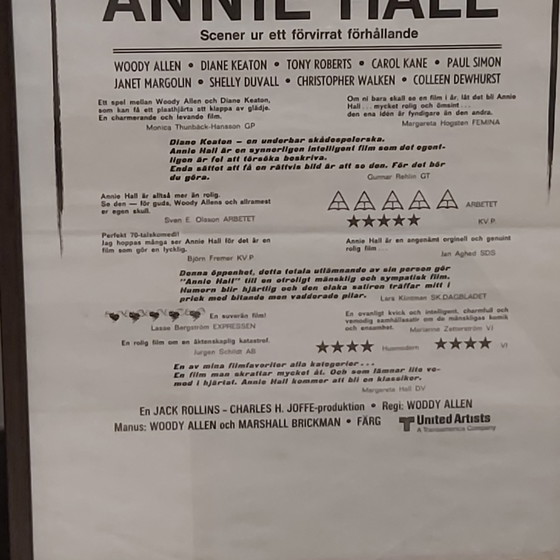 ANNIE HALL
Scener ur ett förvirrat förhållande
WOODY ALLEN • DIANE KEATON • TONY ROBERTS • CAROL KANE • PAUL SIMON
JANET MARGOLIN • SHELLY DUVALL • CHRISTOPHER WALKEN • COLLEEN DEWHURST
Ett spel mellan Woody Allen och Diane Keaton,
som kan få ett plasthjärta att klappa av glädje.
En charmerande och levande film.
Monica Thunbäck-Hansson GP
Om ni bara skall se en film i år, låt det bli Annie
Hall . . . mycket rolig och ömsint . . .
den ena idén är fyndigare än den andra.
Margareta Hogsten FEMINA
Diane Keaton – en underbar skådespelerska.
Annie Hall är en synnerligen intelligent film som det egent-
ligen är fel att försöka beskriva.
Enda sättet att få en rättvis bild är att se den. För det bör
du göra.
Gunnar Rehlin GT
Annie Hall är alltså mer än rolig.
Se den — för guds, Woody Allens och allramest
er egen skull.
Sven E. Olsson ARBETET
ARBETET
★★★★★ KV.P.
Perfekt 70-talskomedi!
Jag hoppas många ser Annie Hall för det är en
film som gör en lycklig.
Björn Fremer KV.P.
Annie Hall är en angenämt orginell och genuint
rolig film . . .
Jan Aghed SDS
Denna öppenhet, detta totala utlämnande av sin person gör
"Annie Hall" till en otroligt mänsklig och sympatisk film.
Humorn blir hjärtlig och den elaka satiren träffar mitt i
prick med bitande men vadderade pilar.
SK.DAGBLADET
En suverän film!
Lasse Bergström EXPRESSEN
En ovanligt kvick och intelligent, charmfull och
vemodig samhällssatir om de mänskliga
och ensamhet.
Marianne Zetterström VJ
En rolig film om en äktenskaplig katastrof.
Jurgen Schildt AB
★★★★
★★★★ VI
En av mina filmfavoriter alla kategorier . . .
En film man skrattar mycket åt. Och som lämnar lite ve-
mod i hjärtat. Annie Hall kommer att bli en klassiker.
Margareta Hall DV
En JACK ROLLINS – CHARLES H. JOFFE-produktion • Regi: WOODY ALLEN
Manus: WOODY ALLEN och MARSHALL BRICKMAN • FÄRG
United Artists
A Transamerica Company